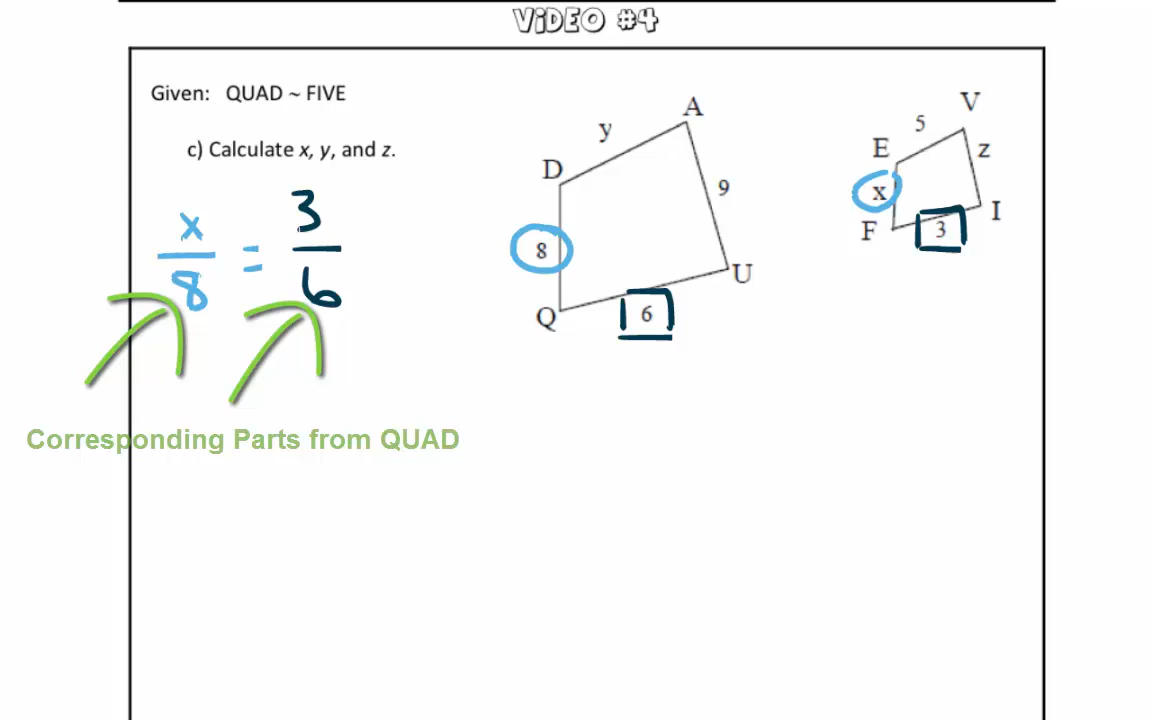 ViDEO #4
Given: QUAD ~ FIVE
c) Calculate x, y, and z.
x/8 = 3/6
Corresponding Parts from QUAD
A
y
D
9
8
U
Q
6
V
5
E
z
x
I
F
3